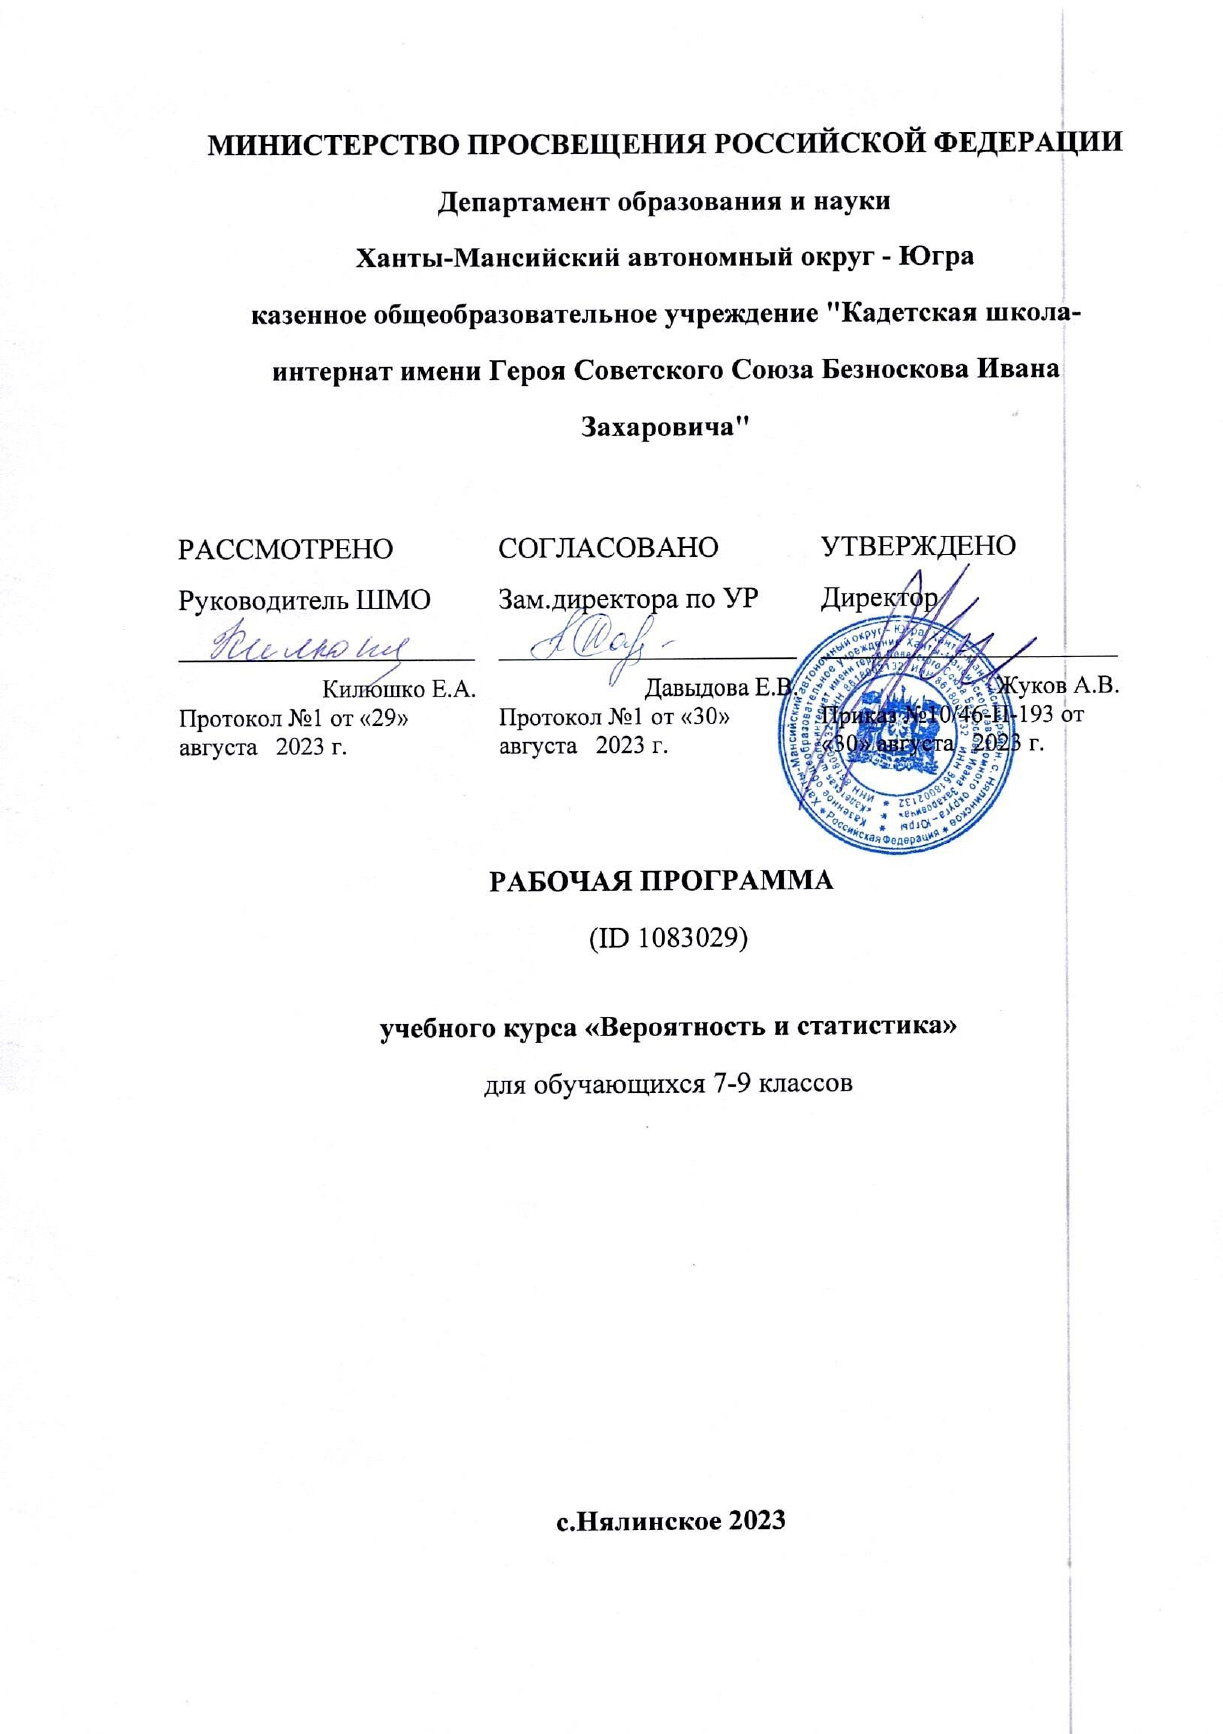 МИНИСТЕРСТВО ПРОСВЕЩЕНИЯ РОССИЙСКОЙ ФЕДЕРАЦИИ
Департамент образования и науки
Ханты-Мансийский автономный округ - Югра
казенное общеобразовательное учреждение "Кадетская школа-
интернат имени Героя Советского Союза Безноскова Ивана
Захаровича"
РАССМОТРЕНО
Руководитель ШМО
Килюшко Е.А.
Протокол №1 от «29»
августа 2023 г.
СОГЛАСОВАНО
Зам.директора по УР
Давыдова Е.В.
Протокол №1 от «30»
августа 2023 г.
УТВЕРЖДЕНО
Директор
Жуков А.В.
Приказ №10/46-П-193 от
«30» августа 2023 г.
РАБОЧАЯ ПРОГРАММА
(ID 1083029)
учебного курса «Вероятность и статистика»
для обучающихся 7-9 классов
с.Нялинское 2023